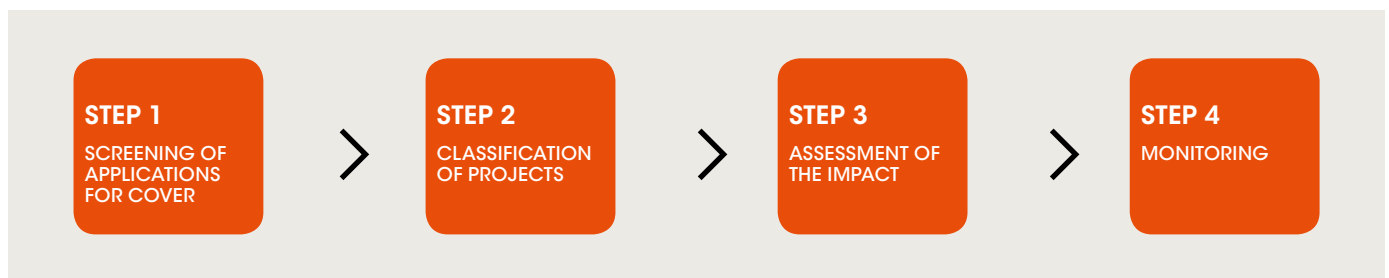 STEP 1
SCREENING OF
APPLICATIONS
FOR COVER
STEP 2
CLASSIFICATION
OF PROJECTS
STEP 3
ASSESSMENT OF
THE IMPACT
STEP 4
MONITORING